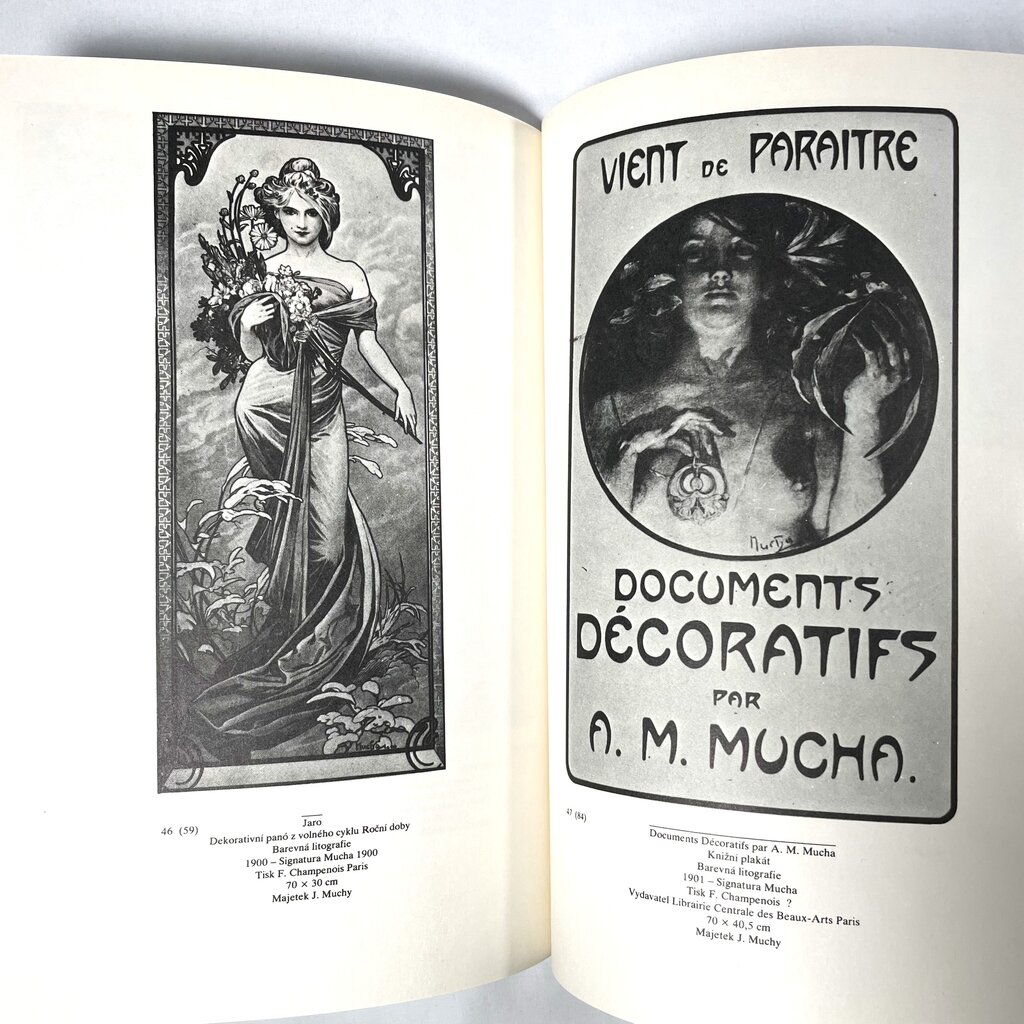 Mucha 1900
46 (59)
Jaro
Dekorativní panó z volného cyklu Roční doby
Barevná litografie
1900 – Signatura Mucha 1900
Tisk F. Champenois Paris
70 × 30 cm
Majetek J. Muchy
VIENT DE PARAITRE
Mucha
DOCUMENTS
DÉCORATIFS
PAR
A. M. MUCHA.
47 (84)
Documents Décoratifs par A. M. Mucha
Knižní plakát
Barevná litografie
1901 – Signatura Mucha
Tisk F. Champenois ?
Vydavatel Librairie Centrale des Beaux-Arts Paris
70 × 40,5 cm
Majetek J. Muchy